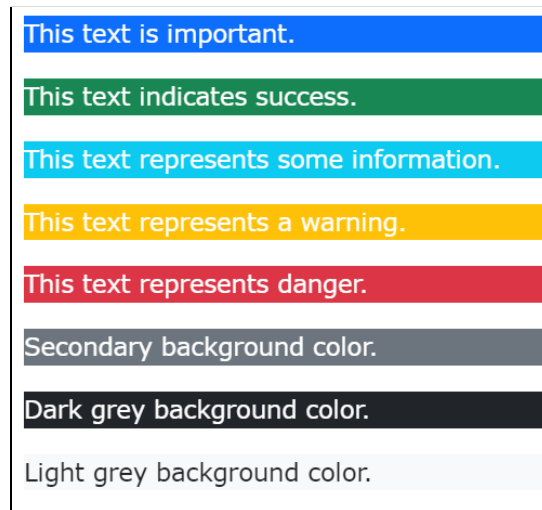 This text is important.
This text indicates success.
This text represents some information.
This text represents a warning.
This text represents danger.
Secondary background color.
Dark grey background color.
Light grey background color.